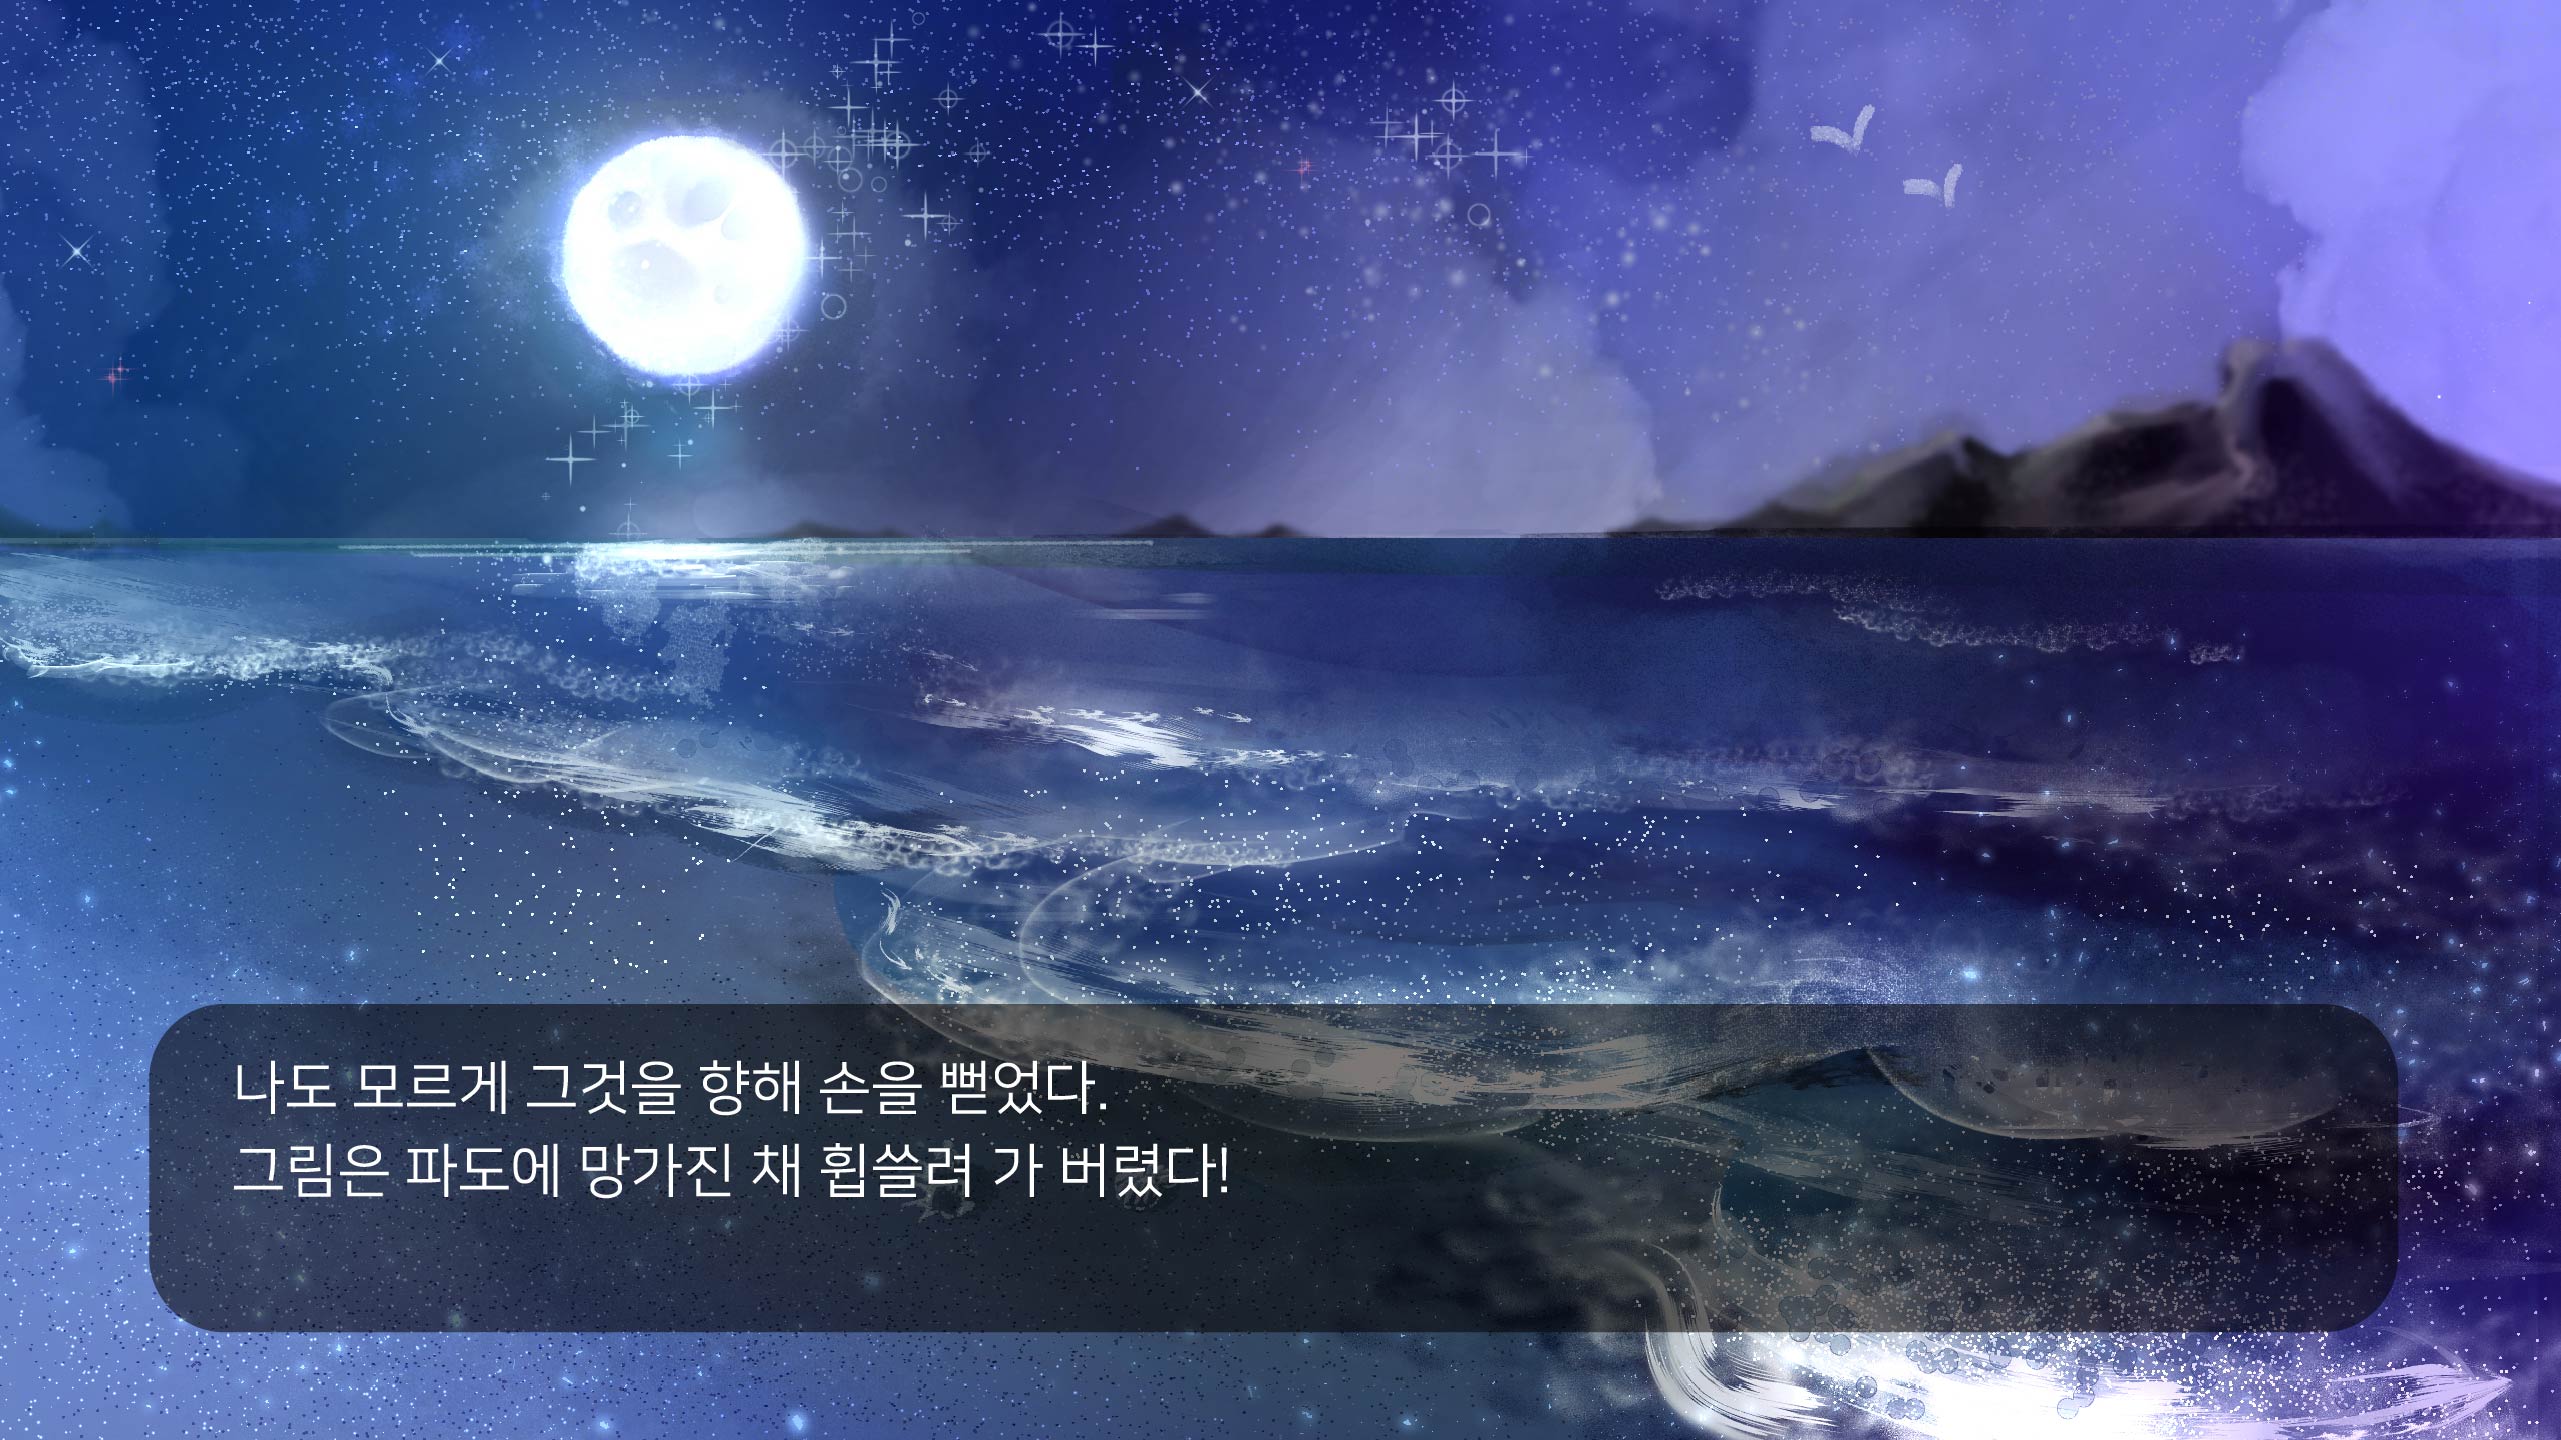 나도 모르게 그것을 향해 손을 뻗었다.
그림은 파도에 망가진 채 휩쓸려 가 버렸다!